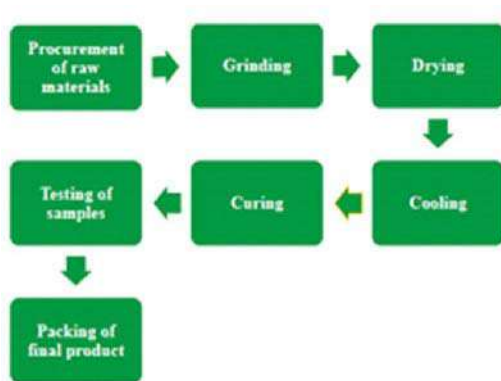 Procurement
of raw
materials
Grinding
Drying
Cooling
Curing
Testing of
samples
Packing of
final product